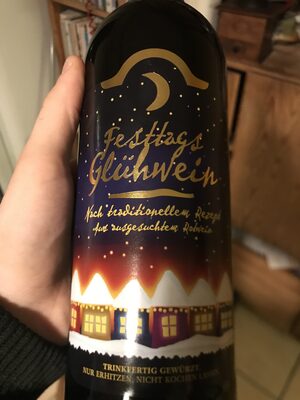 Festtags
Glühwein
Nach traditionellem Rezept
Aus ausgesuchtem Rotwein
TRINKFERTIG GEWÜRZT
NUR ERHITZEN, NICHT KOCHEN LASSEN